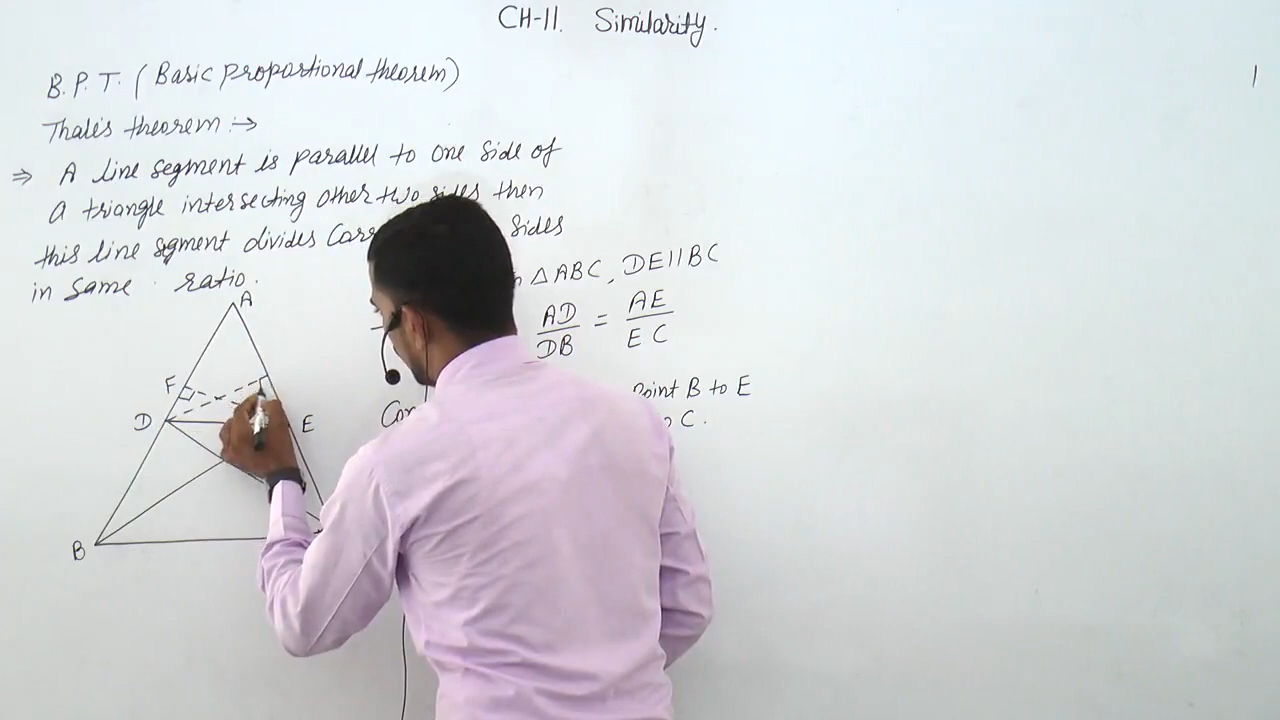 CH-11. Similarity.
B.P.T. (Basic proportional theorem)
Thale's theorem :→
⇒ A line segment is parallel to one side of
a triangle intersecting other two sides then
this line segment divides sides
in same . ratio.
△ABC, DE||BC
AD/DB = AE/EC
Point B to E
C.
A
F
D
E
B
1